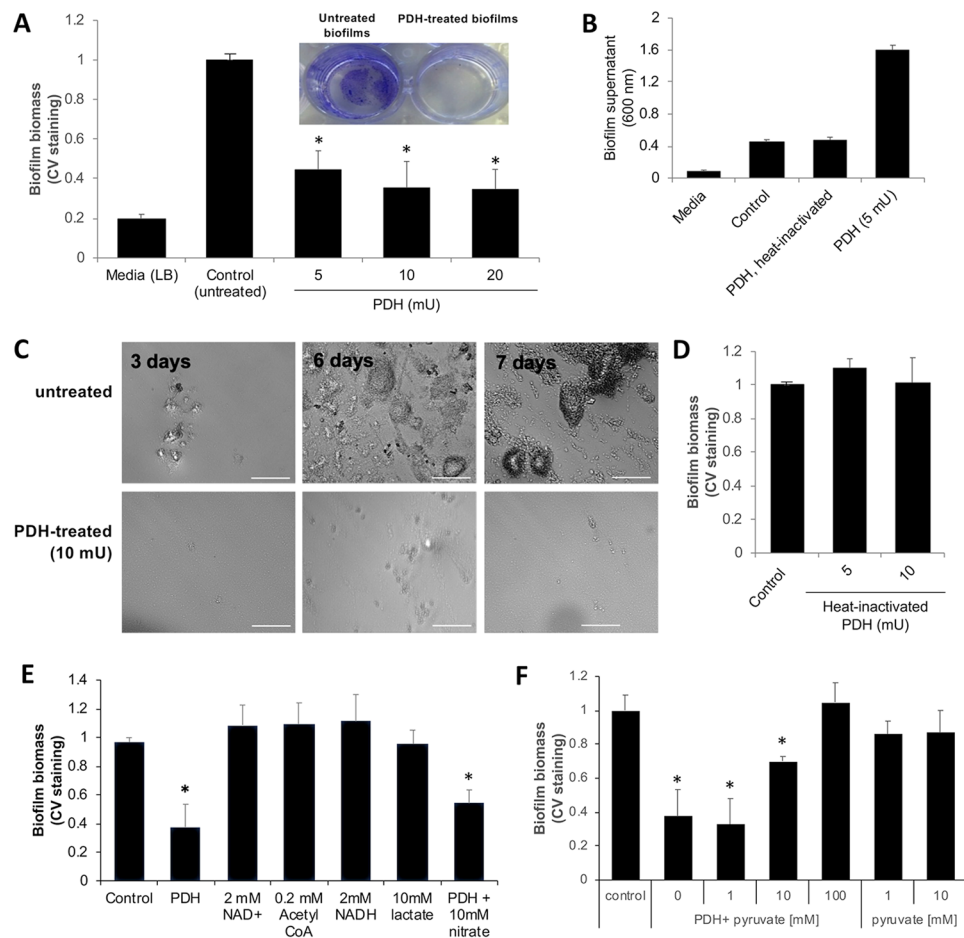 A
Biofilm biomass
(CV staining)
1.2
1
0.8
0.6
0.4
0.2
0
Untreated
biofilms
PDH-treated biofilms
*
*
*
Media (LB)
Control
(untreated)
5
10
20
PDH (mU)
B
Biofilm supernatant
(600 nm)
2
1.6
1.2
0.8
0.4
0
Media
Control
PDH, heat-inactivated
PDH (5 mU)
C
3 days
6 days
7 days
untreated
PDH-treated
(10 mU)
D
Biofilm biomass
(CV staining)
1.2
1
0.8
0.6
0.4
0.2
0
Control
5
10
Heat-inactivated
PDH (mU)
E
Biofilm biomass
(CV staining)
1.4
1.2
1
0.8
0.6
0.4
0.2
0
*
*
Control
PDH
2 mM
NAD+
0.2 mM
Acetyl
CoA
2mM
NADH
10mM
lactate
PDH +
10mM
nitrate
F
Biofilm biomass
(CV staining)
1.2
1
0.8
0.6
0.4
0.2
0
*
*
*
control
0
1
10
100
1
10
PDH+ pyruvate [mM]
pyruvate [mM]